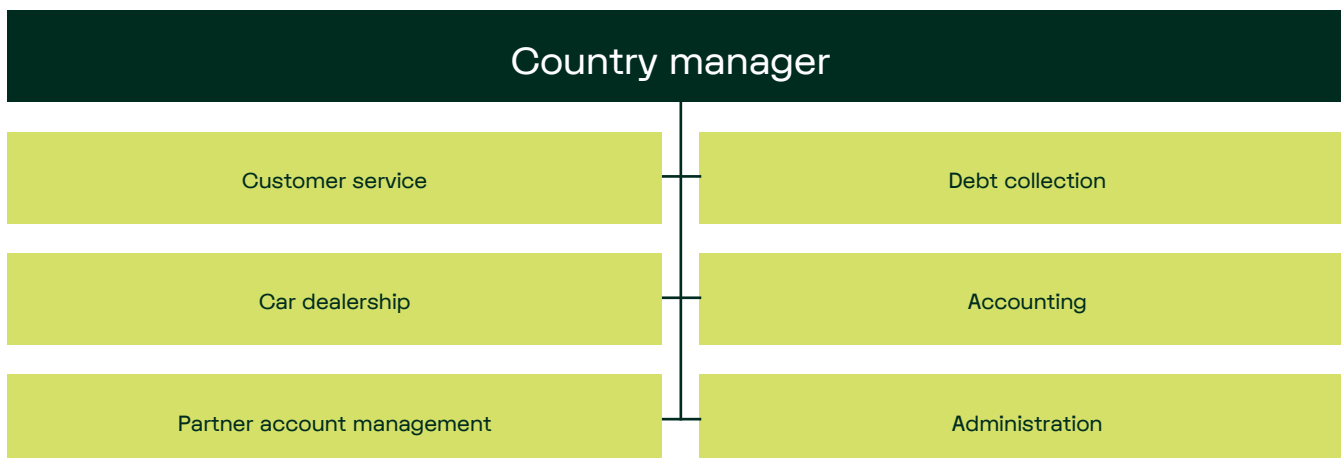 Country manager
Customer service
Debt collection
Car dealership
Accounting
Partner account management
Administration